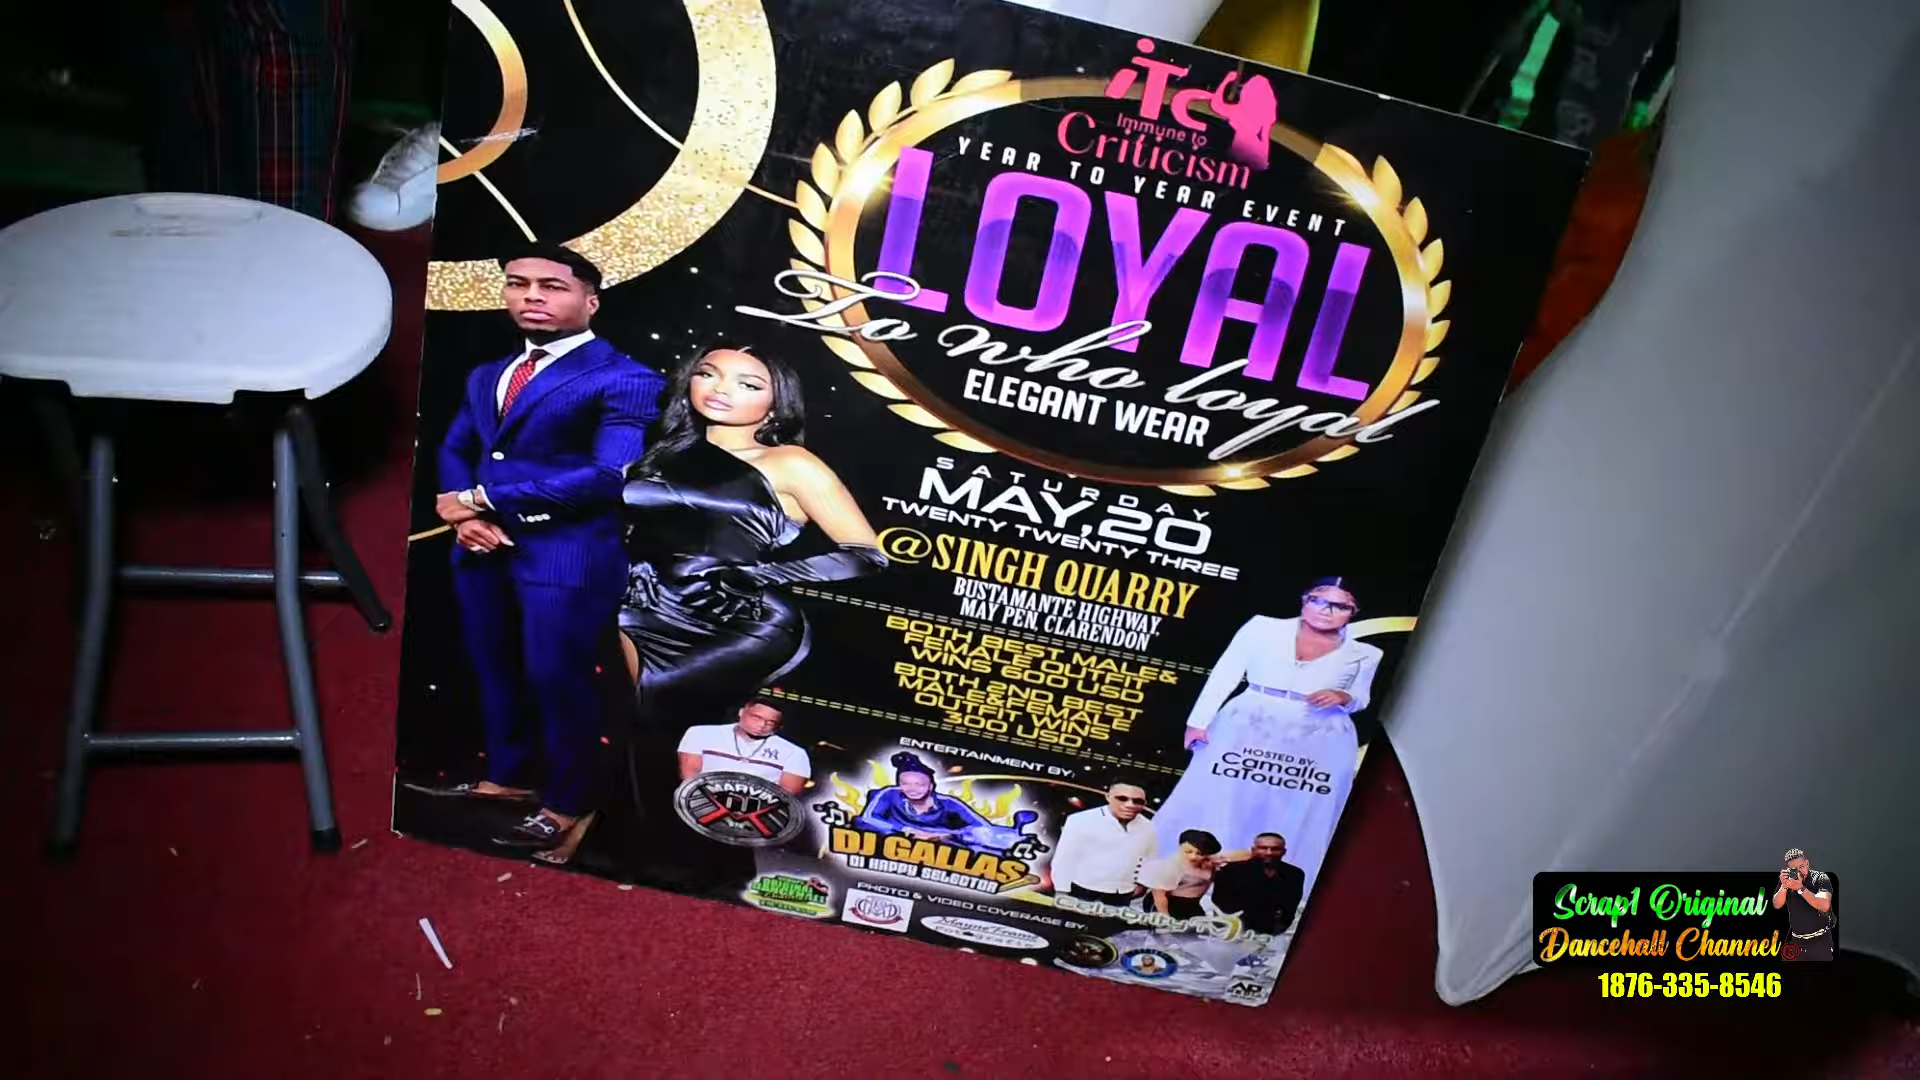 iTC
Immune to
Criticism
YEAR TO YEAR EVENT
LOYAL
To who loyal
ELEGANT WEAR
SATURDAY
MAY, 20
TWENTY TWENTY THREE
@SINGH QUARRY
BUSTAMANTE HIGHWAY,
MAY PEN, CLARENDON
BOTH BEST MALE&
FEMALE OUTFIT
WINS 600 USD
BOTH 2ND BEST
MALE&FEMALE
OUTFIT WINS
300 USD
HOSTED BY:
Camalla
LaTouche
ENTERTAINMENT BY:
MARVIN
DJ
DJ GALLAS
DI HAPPY SELECTOR
PHOTO & VIDEO COVERAGE BY:
Scrap1 Original
Dancehall Channel
1876-335-8546